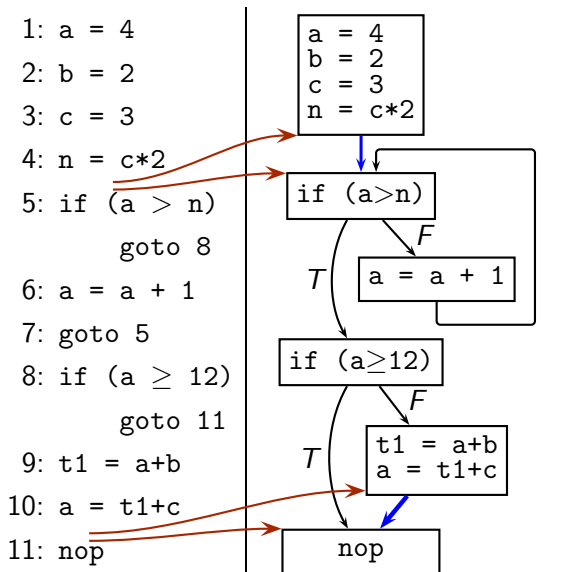 1: a = 4
2: b = 2
3: c = 3
4: n = c*2
5: if (a > n)
goto 8
6: a = a + 1
7: goto 5
8: if (a ≥ 12)
goto 11
9: t1 = a+b
10: a = t1+c
11: nop
a = 4
b = 2
c = 3
n = c*2
if (a>n)
F
a = a + 1
T
if (a≥12)
F
t1 = a+b
a = t1+c
T
nop